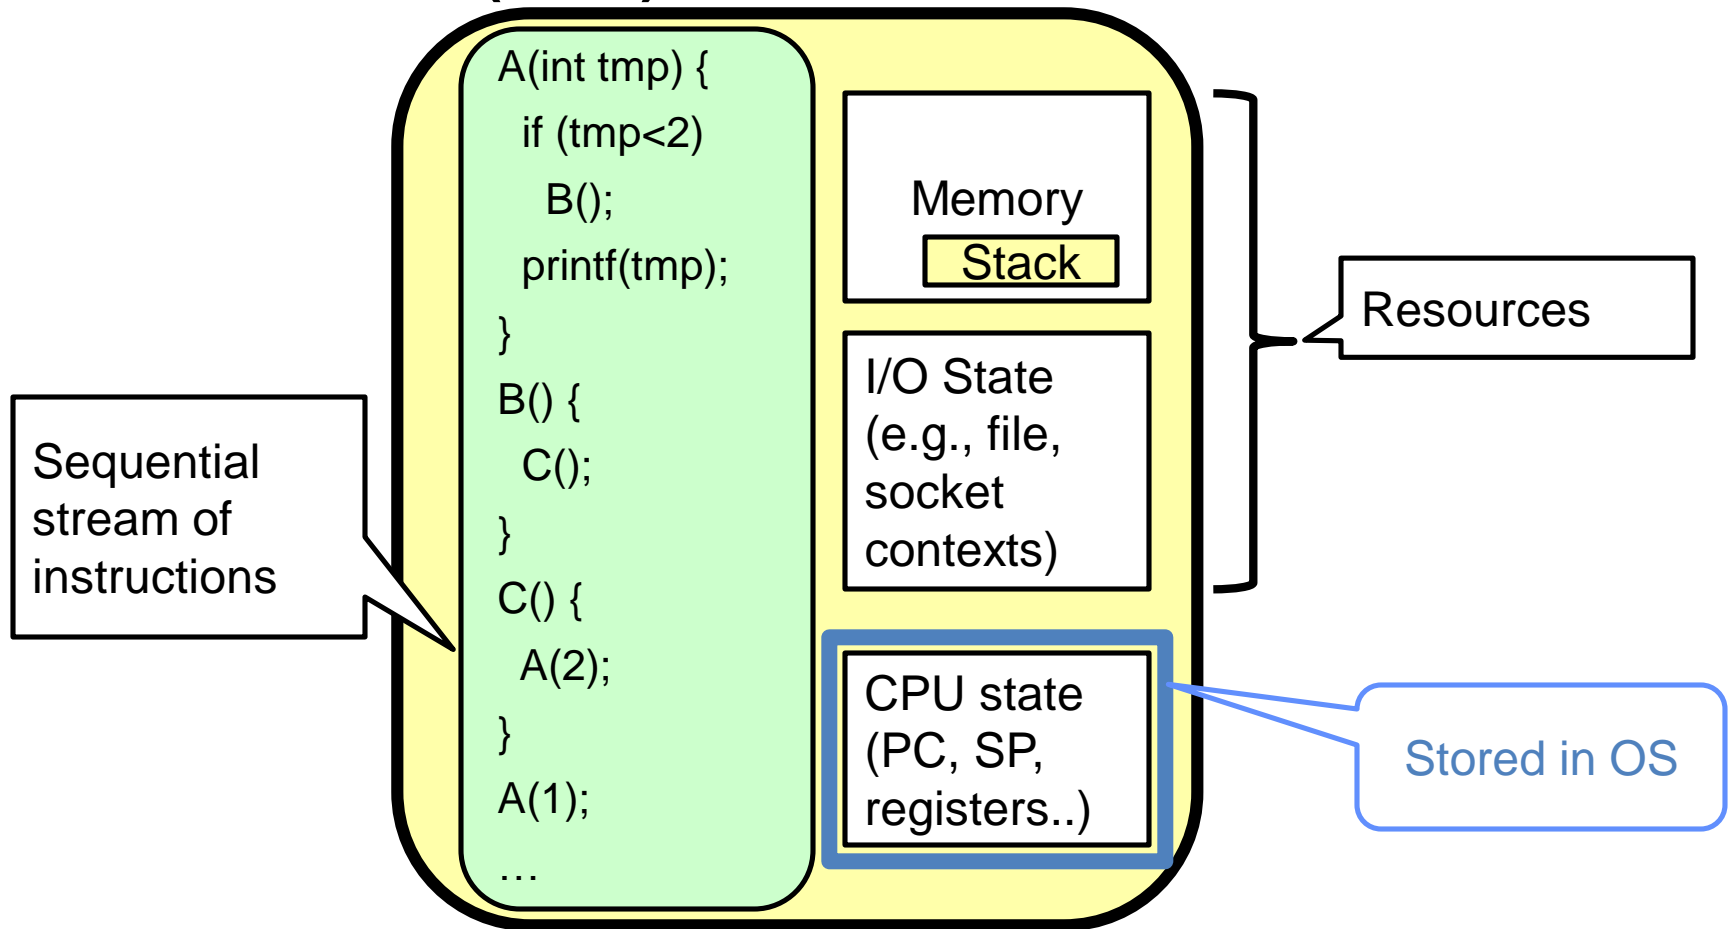 A(int tmp) {
if (tmp<2)
B();
printf(tmp);
}
B() {
C();
}
C() {
A(2);
}
A(1);
…
Memory
Stack
I/O State
(e.g., file,
socket
contexts)
CPU state
(PC, SP,
registers..)
Resources
Sequential
stream of
instructions
Stored in OS